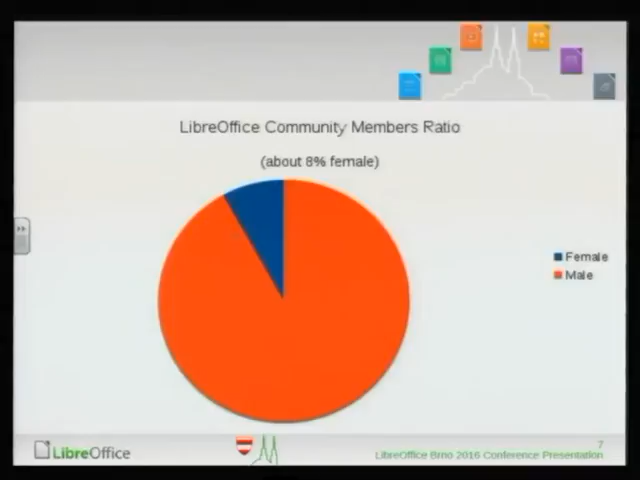 LibreOffice Community Members Ratio
(about 8% female)
Female
Male
LibreOffice
7
LibreOffice Brno 2016 Conference Presentation